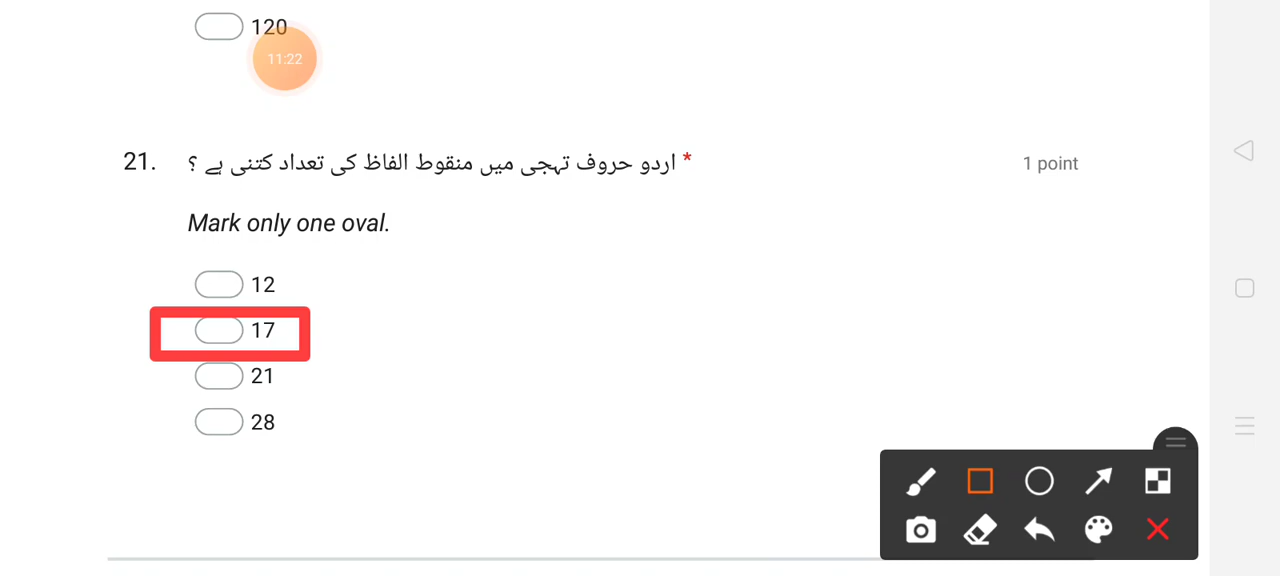 120
11:22
21. اردو حروف تہجی میں منقوط الفاظ کی تعداد کتنی ہے ؟ *
1 point
Mark only one oval.
12
17
21
28